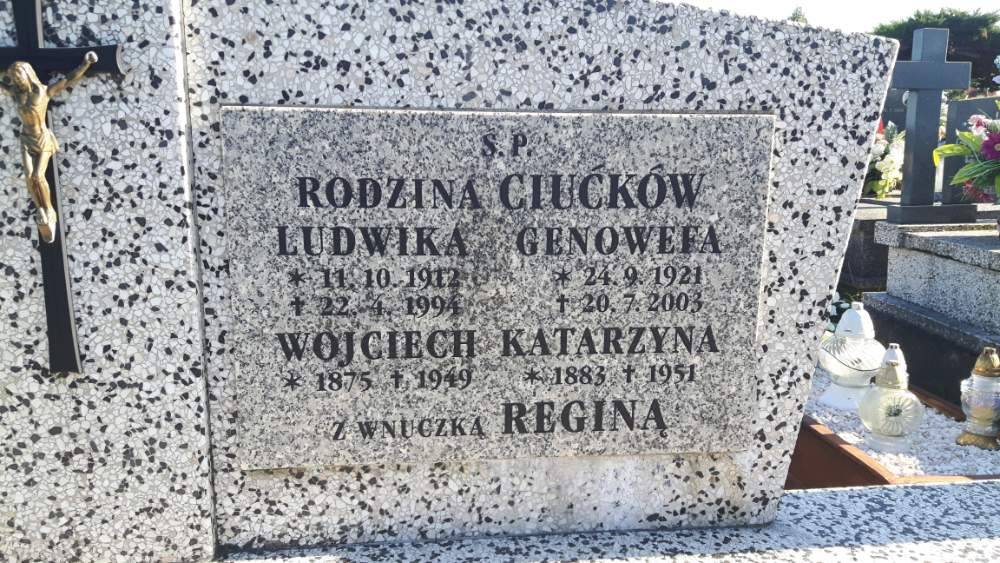 Ś. P.
RODZINA CIUĆKÓW
LUDWIKA GENOWEFA
* 11. 10. 1912 * 24. 9. 1921
† 22. 4. 1994 † 20. 7. 2003
WOJCIECH KATARZYNA
* 1875 † 1949 * 1883 † 1951
Z WNUCZKĄ REGINĄ